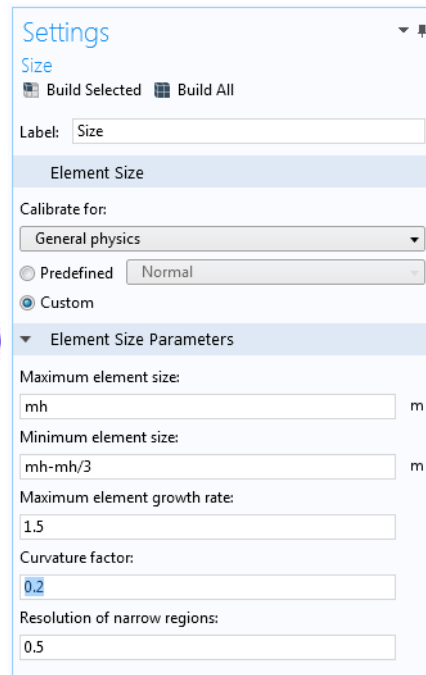 Settings
Size
Build Selected Build All
Label: Size
Element Size
Calibrate for:
General physics
Predefined Normal
Custom
Element Size Parameters
Maximum element size:
mh m
Minimum element size:
mh-mh/3 m
Maximum element growth rate:
1.5
Curvature factor:
0.2
Resolution of narrow regions:
0.5